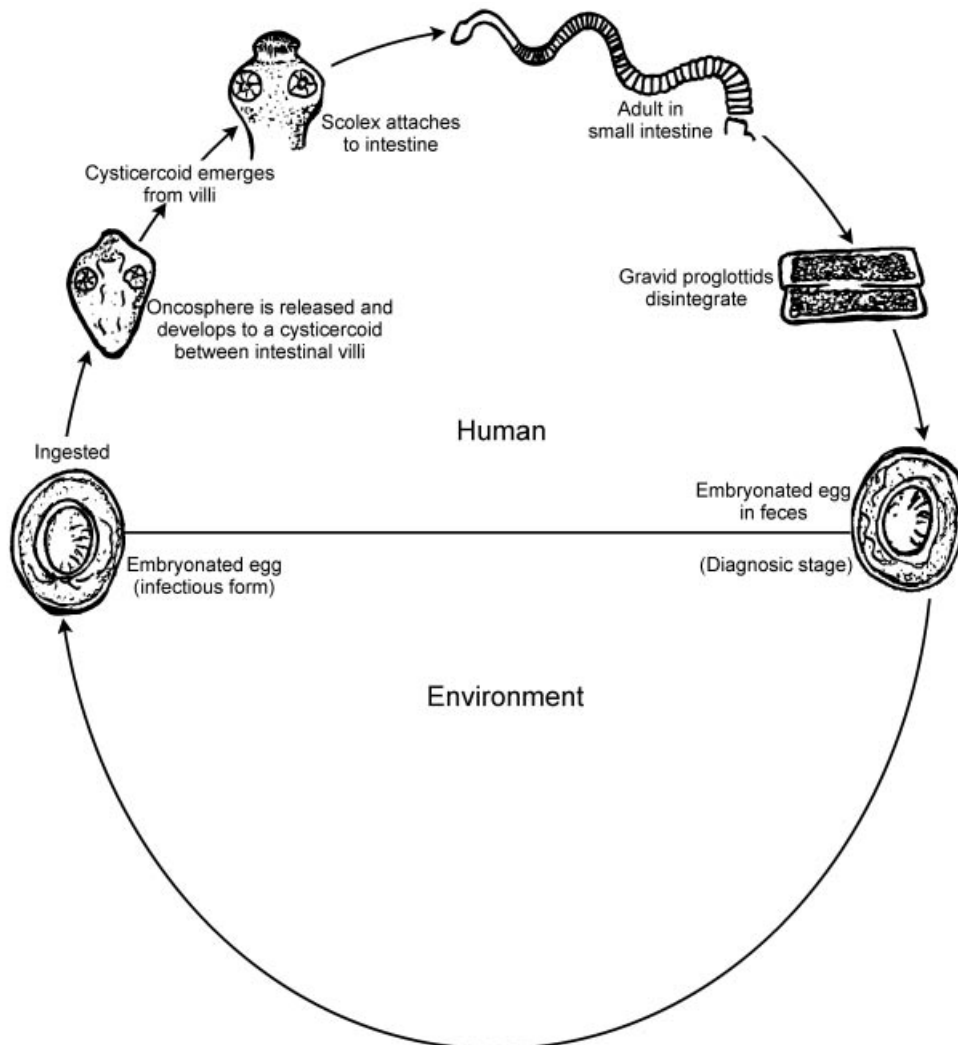 Scolex attaches
to intestine
Adult in
small intestine
Cysticercoid emerges
from villi
Gravid proglottids
disintegrate
Oncosphere is released and
develops to a cysticercoid
between intestinal villi
Human
Ingested
Embryonated egg
in feces
Embryonated egg
(infectious form)
(Diagnosic stage)
Environment